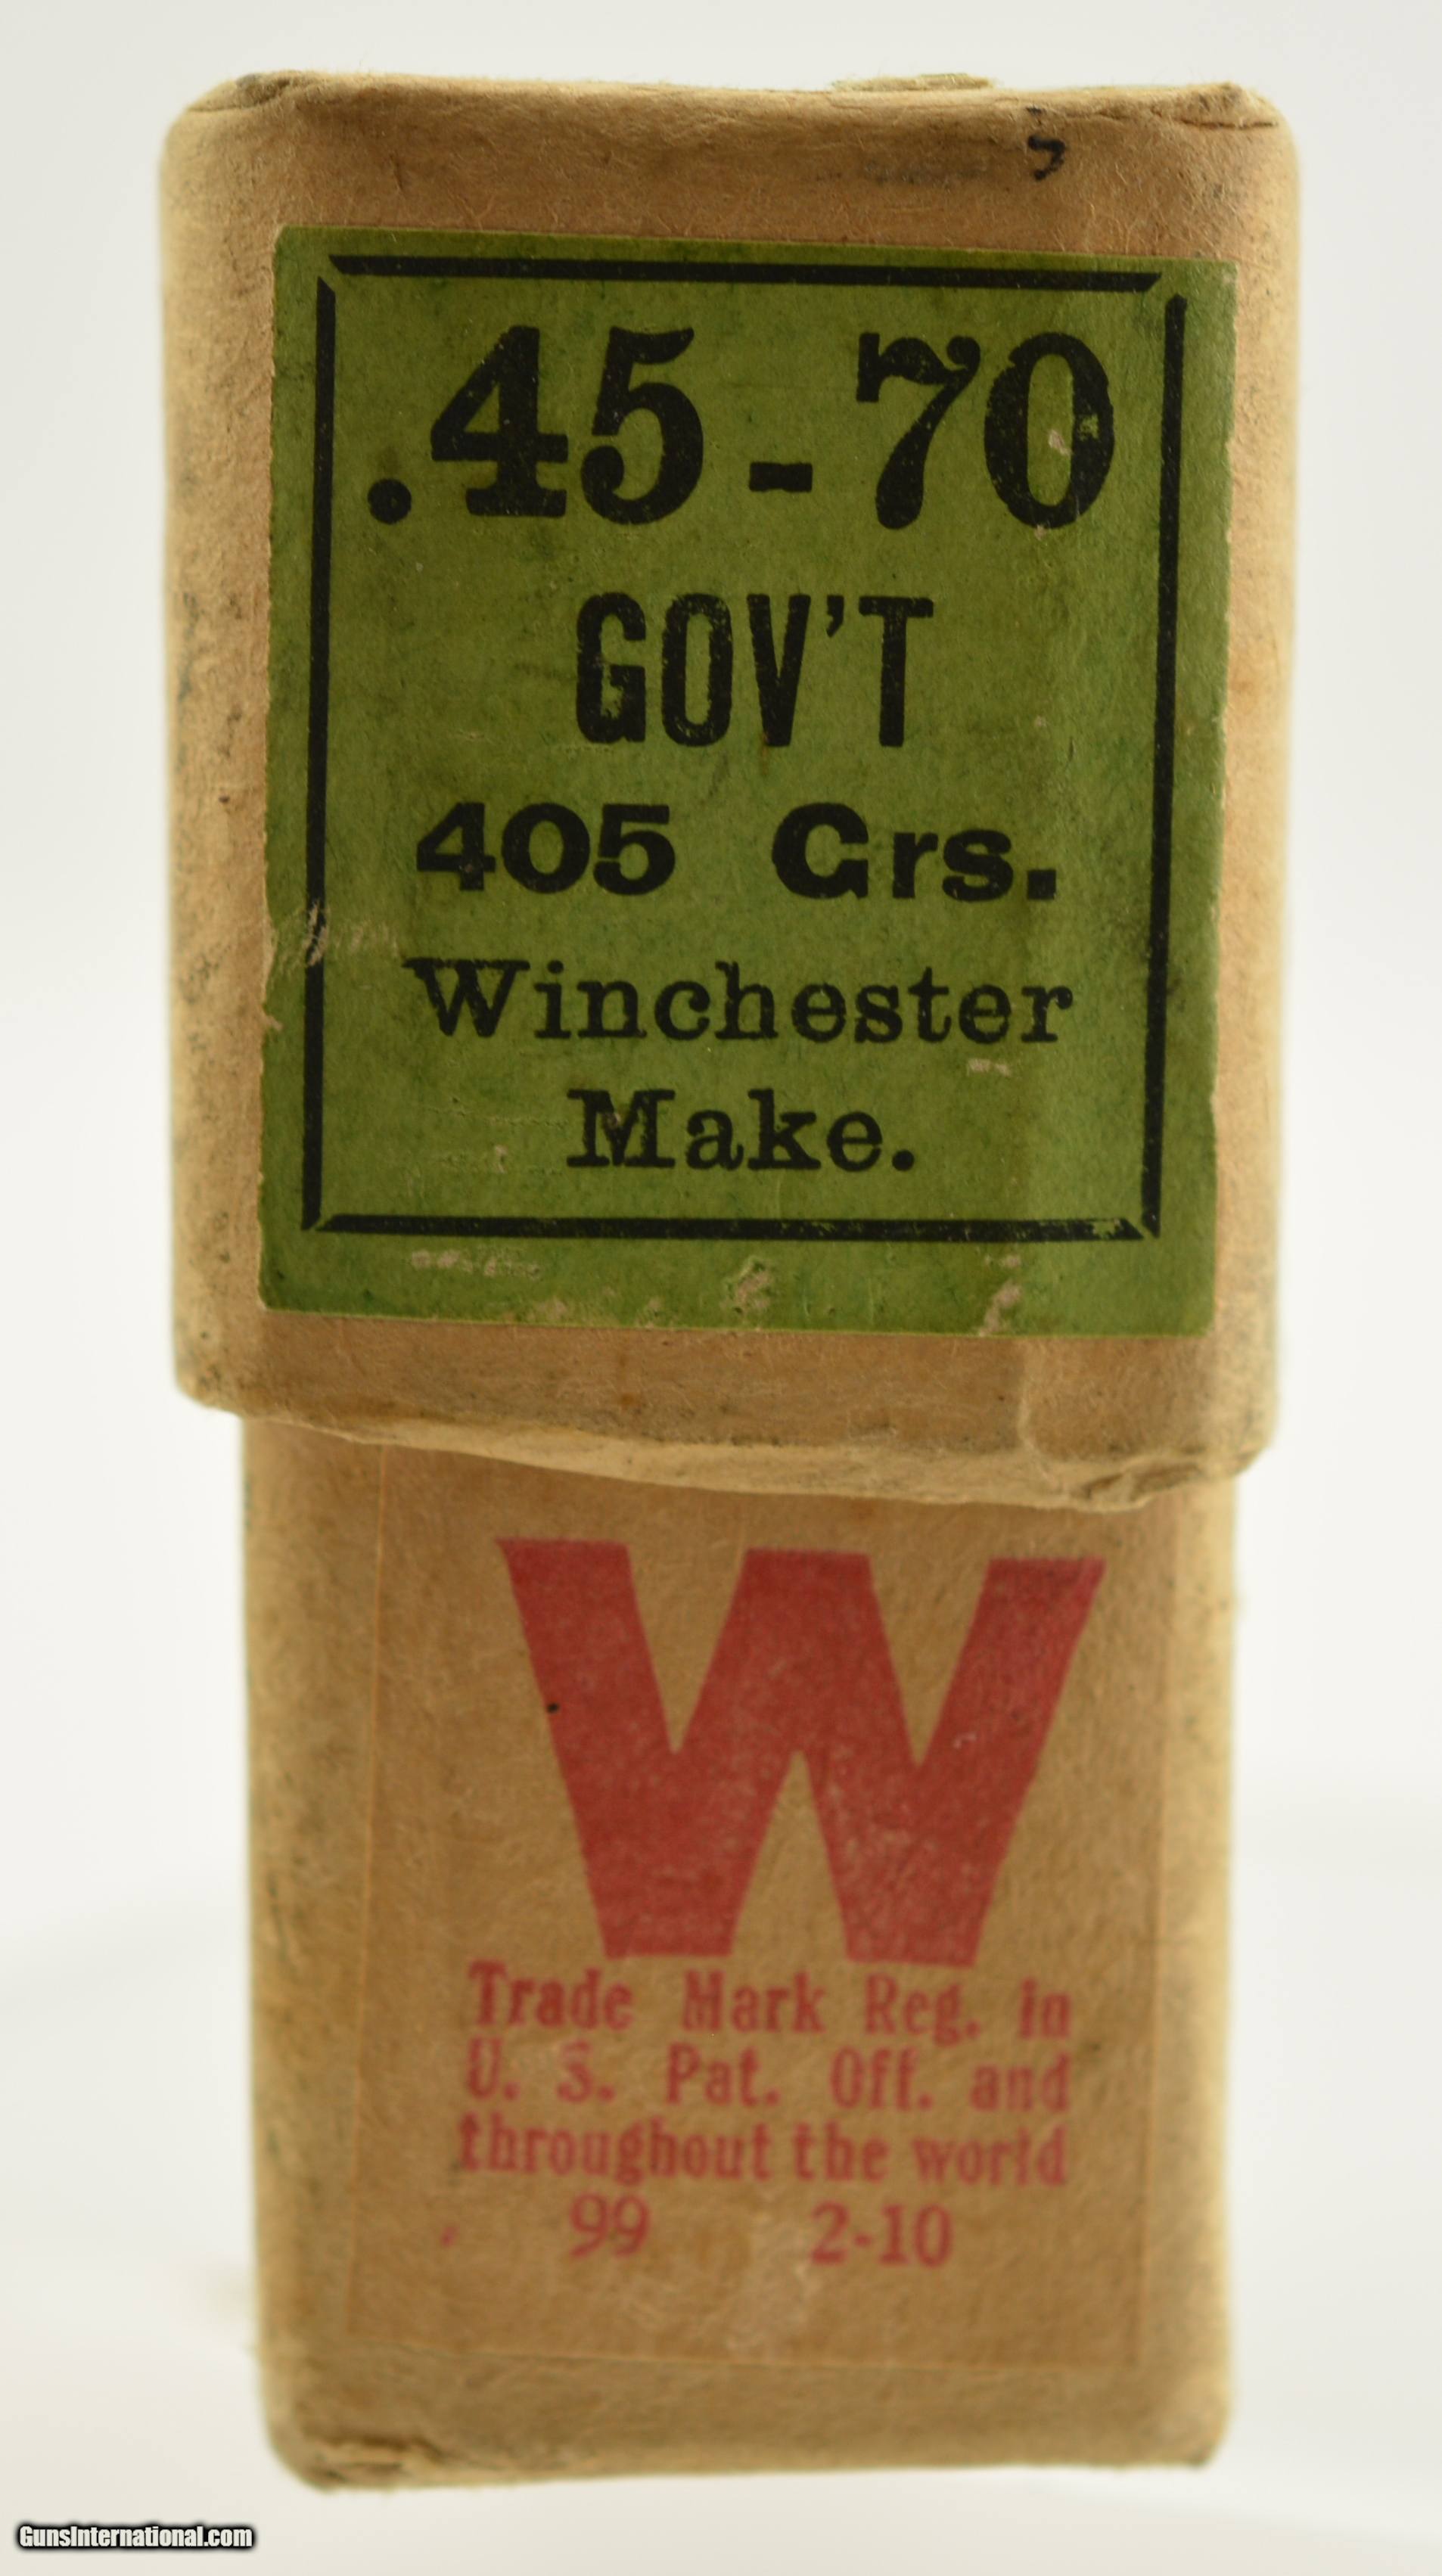 .45-70
GOV'T
405 Grs.
Winchester
Make.
W
Trade Mark Reg. in
U. S. Pat. Off. and
throughout the world
99 2-10
GunsInternational.com